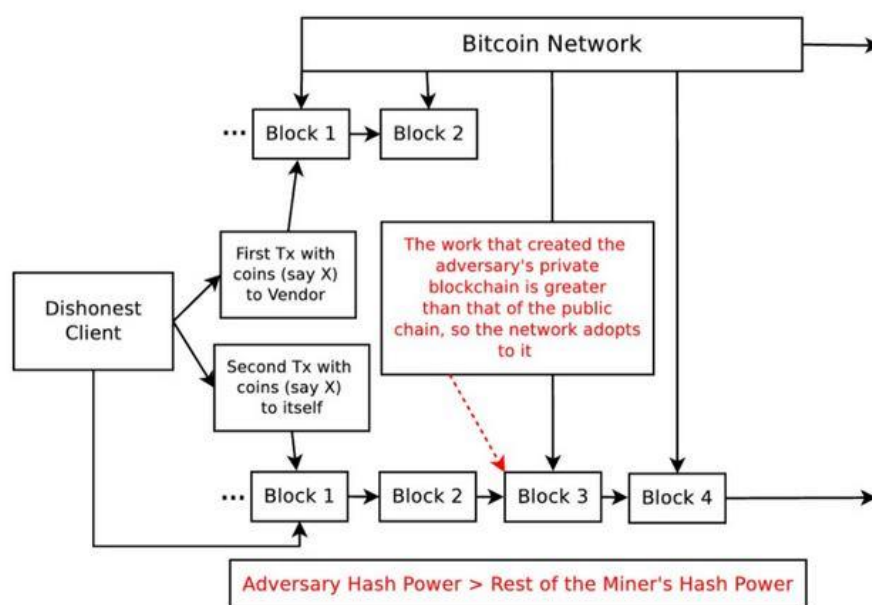 Bitcoin Network
... Block 1
Block 2
First Tx with
coins (say X)
to Vendor
The work that created the
adversary's private
blockchain is greater
than that of the public
chain, so the network adopts
to it
Dishonest
Client
Second Tx with
coins (say X)
to itself
... Block 1
Block 2
Block 3
Block 4
Adversary Hash Power > Rest of the Miner's Hash Power